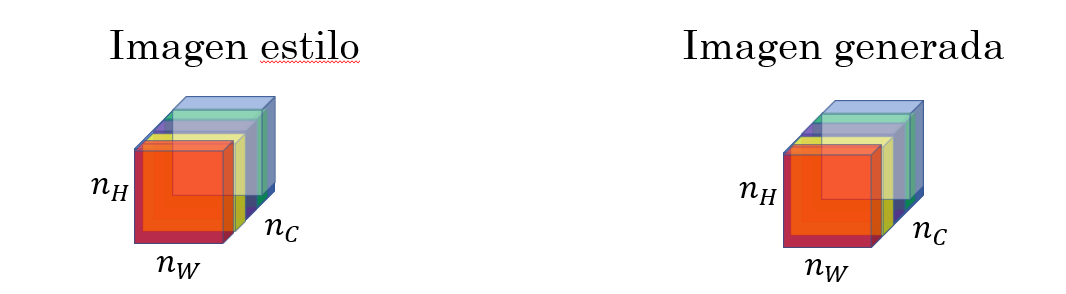 Imagen estilo
Imagen generada
n_H
n_C
n_W
n_H
n_C
n_W